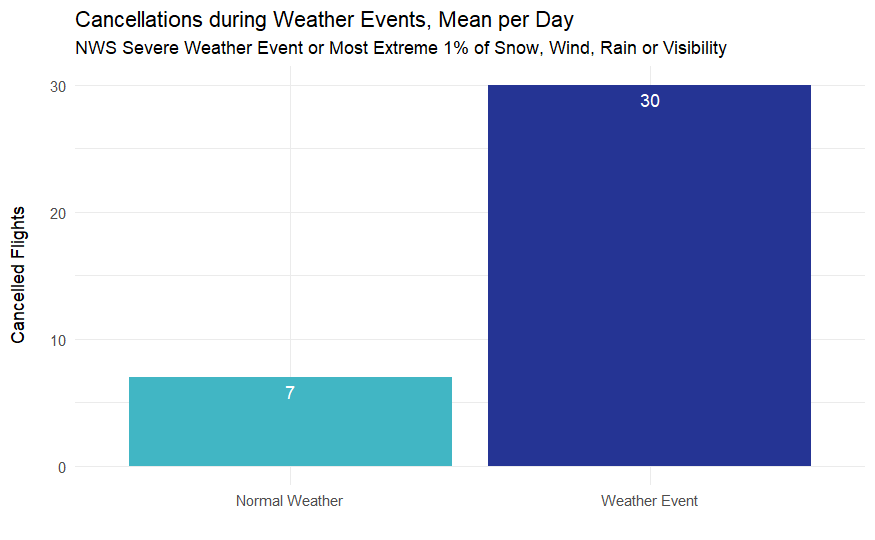 Cancellations during Weather Events, Mean per Day
NWS Severe Weather Event or Most Extreme 1% of Snow, Wind, Rain or Visibility
Cancelled Flights
30
20
10
0
7
30
Normal Weather
Weather Event